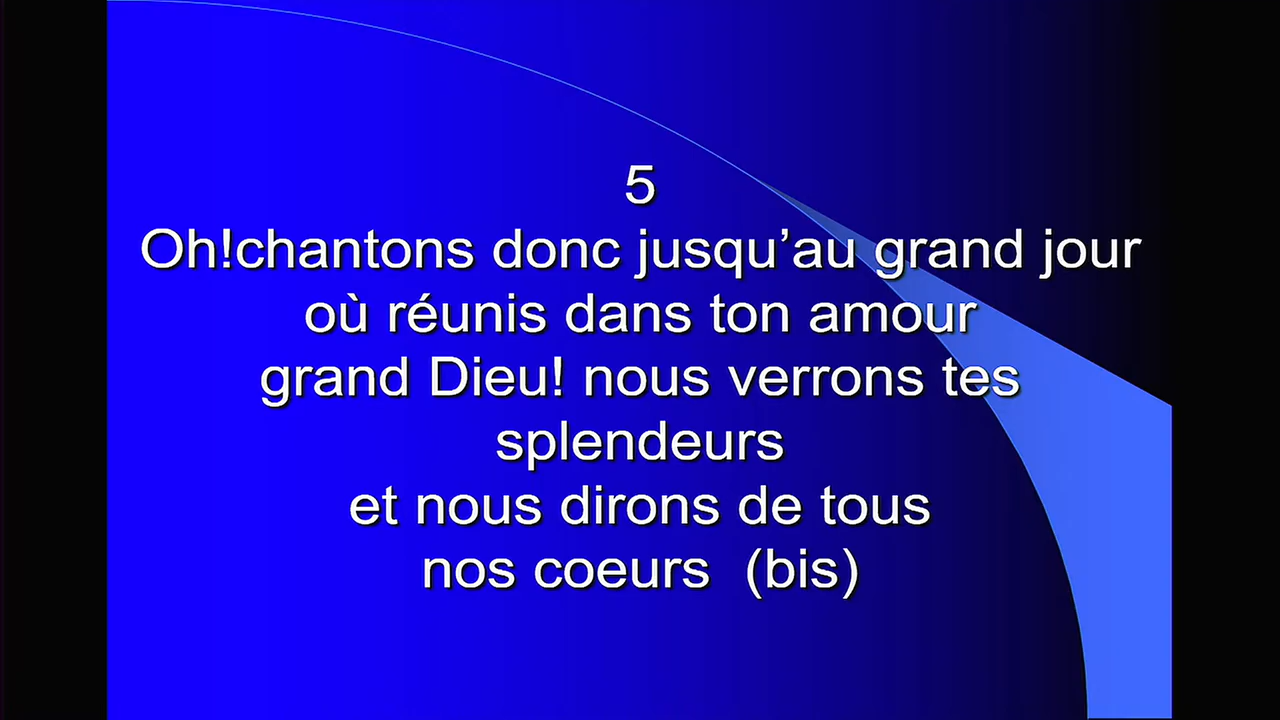 5
Oh!chantons donc jusqu’au grand jour
où réunis dans ton amour
grand Dieu! nous verrons tes
splendeurs
et nous dirons de tous
nos coeurs  (bis)